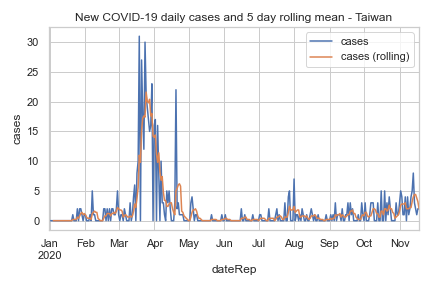 New COVID-19 daily cases and 5 day rolling mean - Taiwan
cases
cases (rolling)
30
25
20
15
10
5
0
cases
Jan Feb Mar Apr May Jun Jul Aug Sep Oct Nov
2020
dateRep